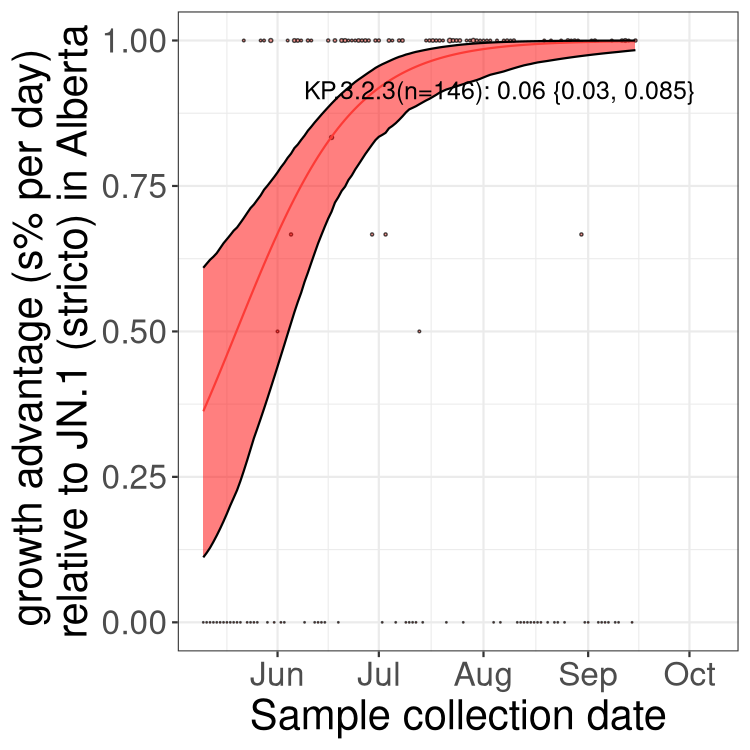 growth advantage (s% per day)
relative to JN.1 (stricto) in Alberta
1.00
0.75
0.50
0.25
0.00
KP.3.2.3(n=146): 0.06 {0.03, 0.085}
Jun Jul Aug Sep Oct
Sample collection date